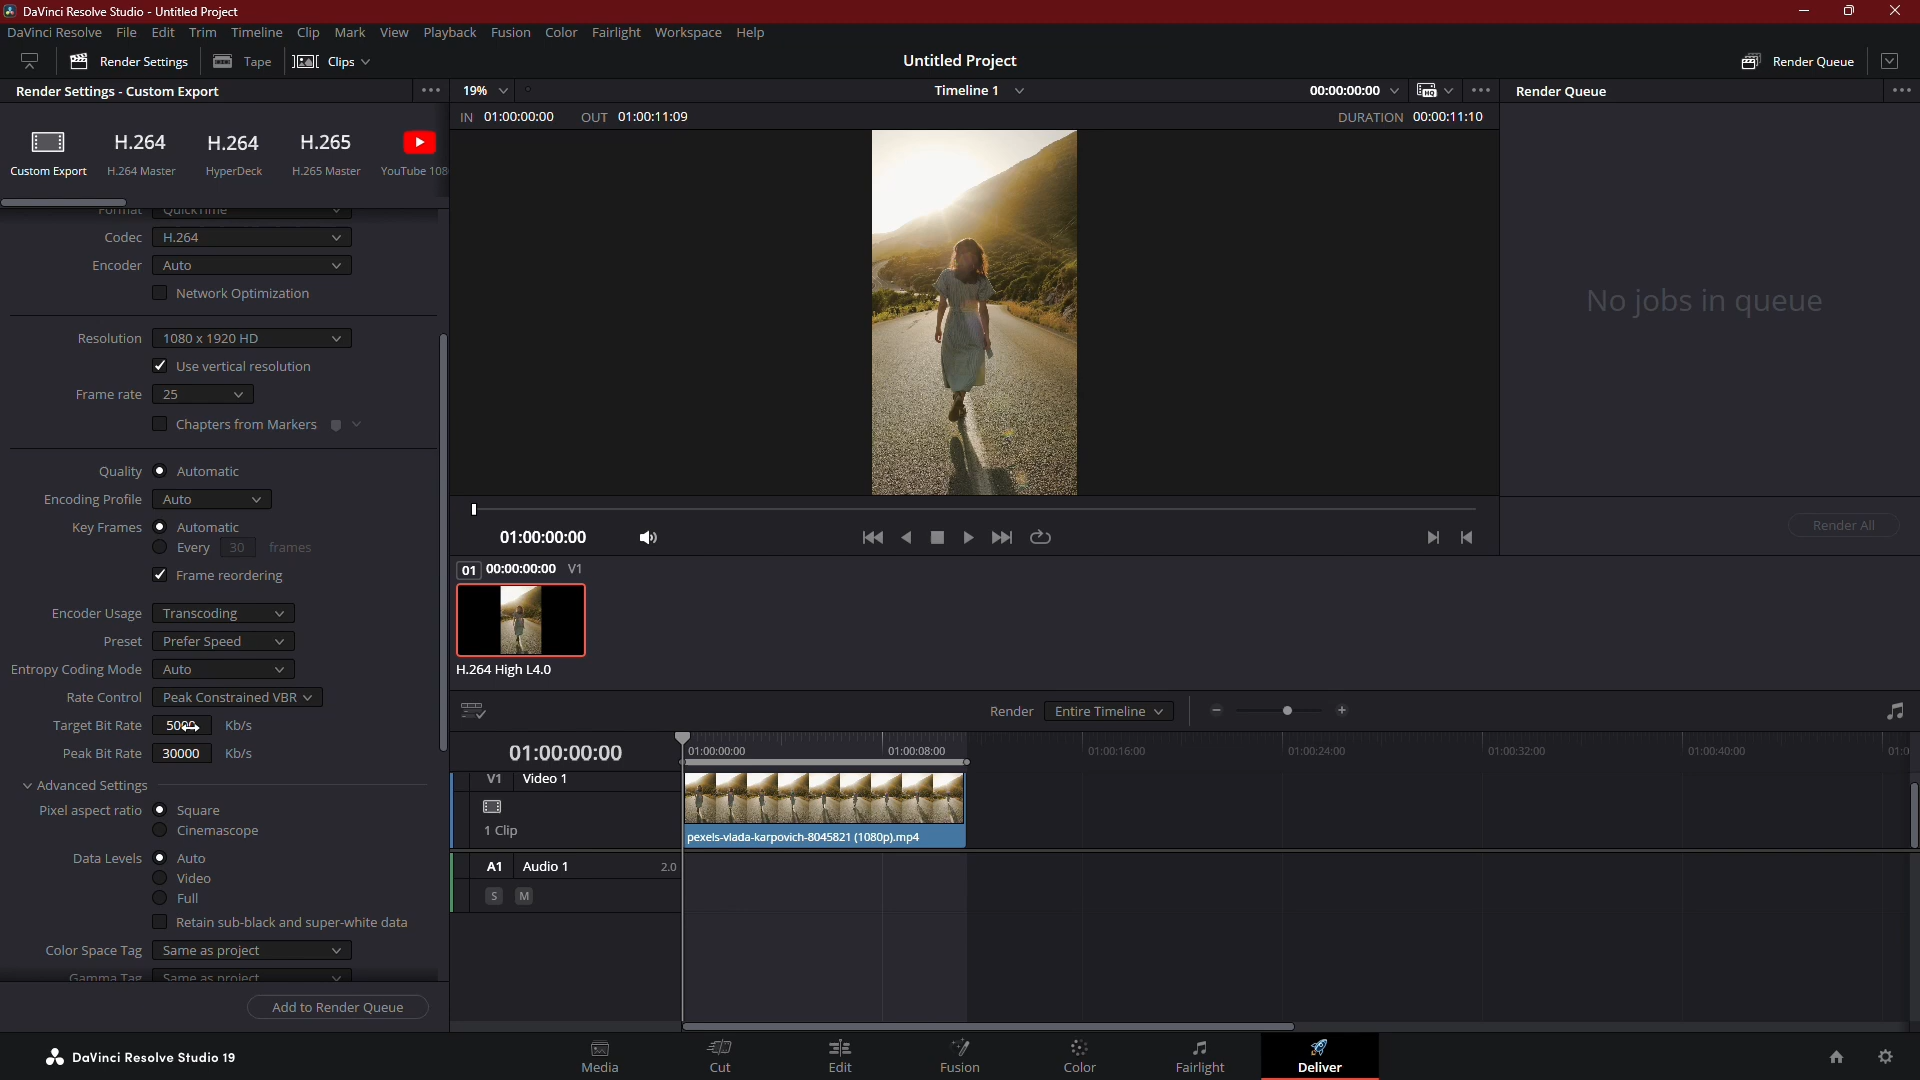 DaVinci Resolve Studio - Untitled Project
DaVinci Resolve File Edit Trim Timeline Clip Mark View Playback Fusion Color Fairlight Workspace Help
Render Settings Tape Clips Untitled Project Render Queue
Render Settings - Custom Export 19% Timeline 1 00:00:00:00 Render Queue
IN 01:00:00:00 OUT 01:00:11:09 DURATION 00:00:11:10
H.264 H.264 H.265
Custom Export H.264 Master HyperDeck H.265 Master YouTube 108
Format QuickTime
Codec H.264
Encoder Auto
Network Optimization
No jobs in queue
Resolution 1080 x 1920 HD
Use vertical resolution
Frame rate 25
Chapters from Markers
Quality Automatic
Encoding Profile Auto
Key Frames Automatic
Every 30 frames
Frame reordering
Render All
01:00:00:00
01 00:00:00:00 V1
H.264 High L4.0
Encoder Usage Transcoding
Preset Prefer Speed
Entropy Coding Mode Auto
Rate Control Peak Constrained VBR
Target Bit Rate 5000 Kb/s
Peak Bit Rate 30000 Kb/s
Render Entire Timeline
01:00:00:00 01:00:00:00 01:00:08:00 01:00:16:00 01:00:24:00 01:00:32:00 01:00:40:00 01:0
V1 Video 1
1 Clip
pexels-vlada-karpovich-8045821 (1080p).mp4
A1 Audio 1 2.0
S M
Advanced Settings
Pixel aspect ratio Square
Cinemascope
Data Levels Auto
Video
Full
Retain sub-black and super-white data
Color Space Tag Same as project
Gamma Tag Same as project
Add to Render Queue
DaVinci Resolve Studio 19
Media Cut Edit Fusion Color Fairlight Deliver